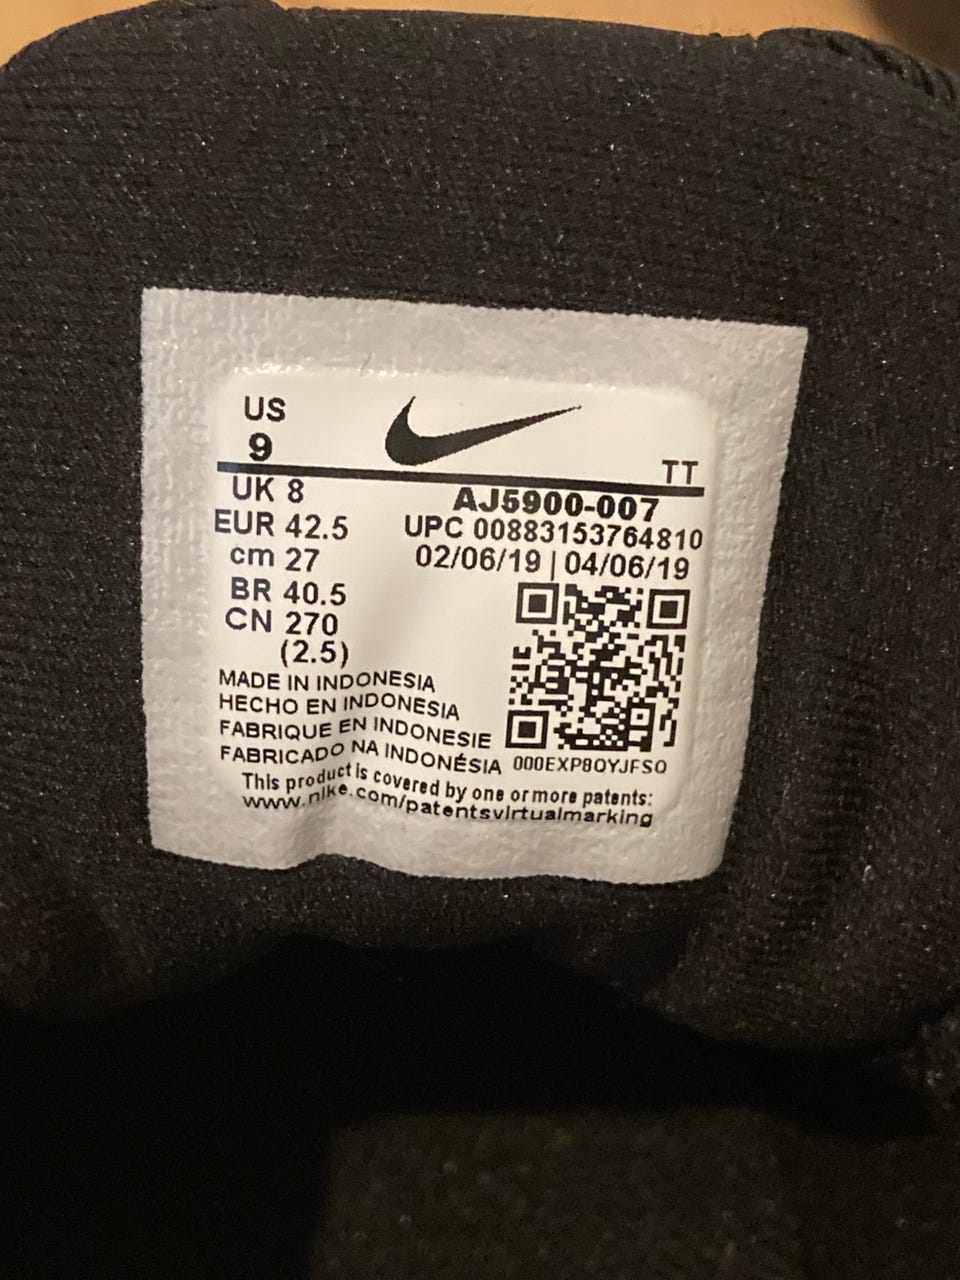 US
9
TT
UK 8
EUR 42.5
cm 27
BR 40.5
CN 270
(2.5)
AJ5900-007
UPC 00883153764810
02/06/19 | 04/06/19
MADE IN INDONESIA
HECHO EN INDONESIA
FABRIQUE EN INDONESIE
FABRICADO NA INDONÉSIA
000EXP8QYJFSQ
This product is covered by one or more patents:
www.nike.com/patentsvirtualmarking